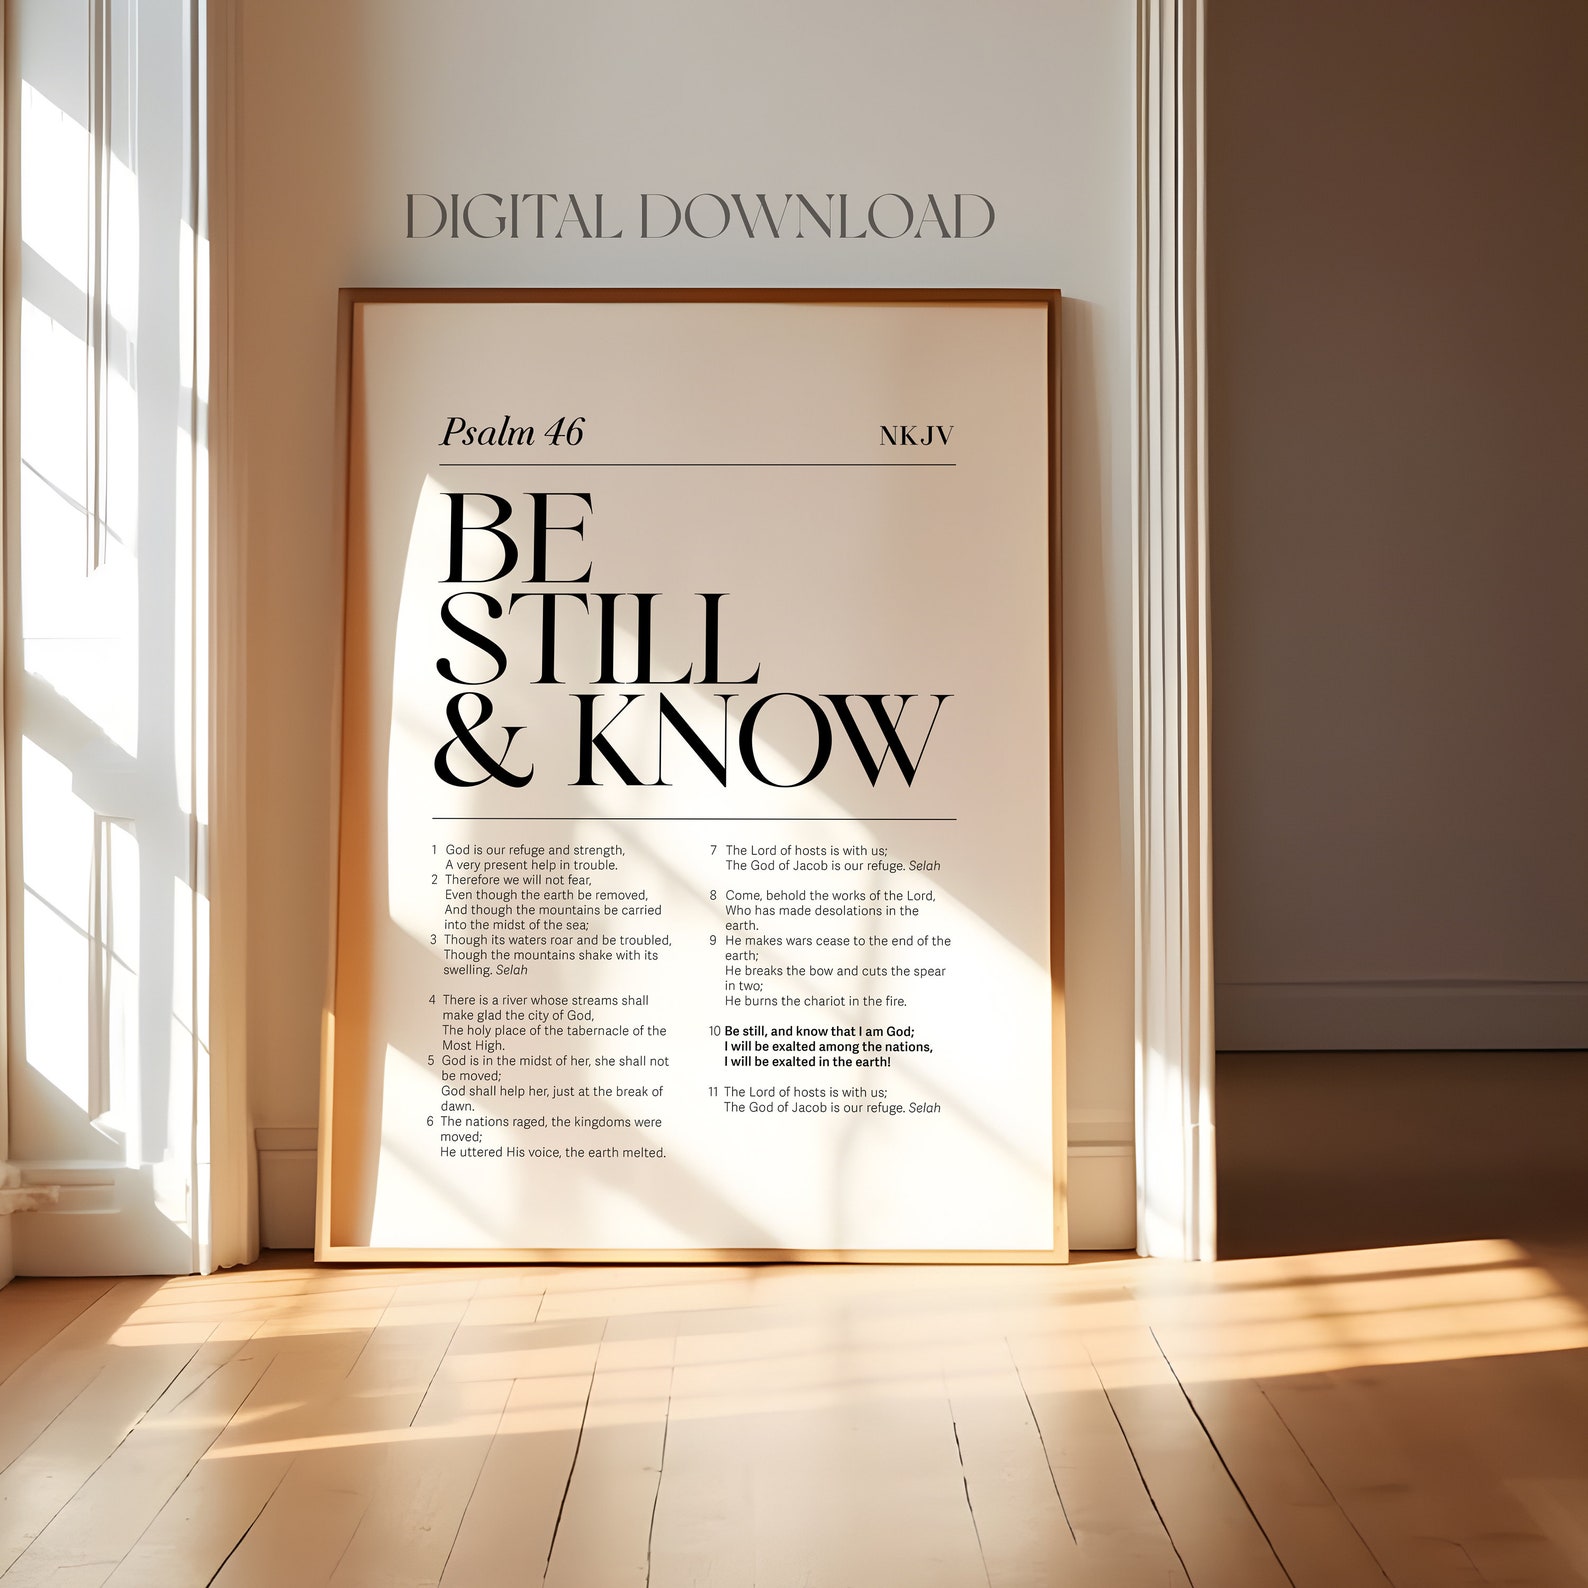 DIGITAL DOWNLOAD
Psalm 46 NKJV
BE
STILL
& KNOW
1 God is our refuge and strength,
A very present help in trouble.
2 Therefore we will not fear,
Even though the earth be removed,
And though the mountains be carried
into the midst of the sea;
3 Though its waters roar and be troubled,
Though the mountains shake with its
swelling. Selah
4 There is a river whose streams shall
make glad the city of God,
The holy place of the tabernacle of the
Most High.
5 God is in the midst of her, she shall not
be moved;
God shall help her, just at the break of
dawn.
6 The nations raged, the kingdoms were
moved;
He uttered His voice, the earth melted.
7 The Lord of hosts is with us;
The God of Jacob is our refuge. Selah
8 Come, behold the works of the Lord,
Who has made desolations in the
earth.
9 He makes wars cease to the end of the
earth;
He breaks the bow and cuts the spear
in two;
He burns the chariot in the fire.
10 Be still, and know that I am God;
I will be exalted among the nations,
I will be exalted in the earth!
11 The Lord of hosts is with us;
The God of Jacob is our refuge. Selah